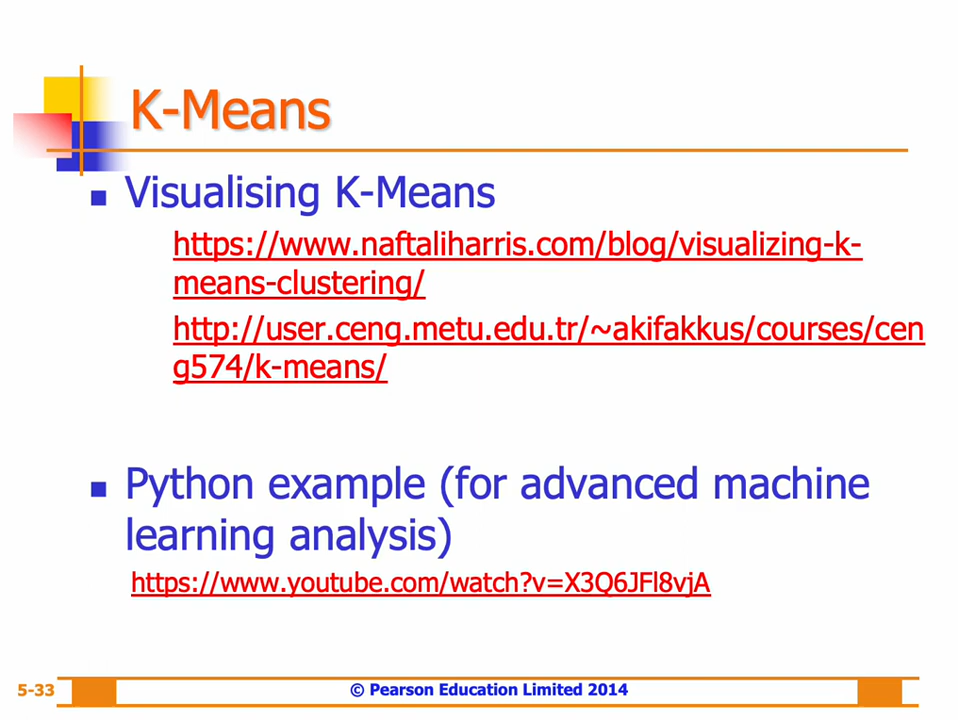 K-Means
Visualising K-Means
https://www.naftaliharris.com/blog/visualizing-k-
means-clustering/
http://user.ceng.metu.edu.tr/~akifakkus/courses/cen
g574/k-means/
Python example (for advanced machine
learning analysis)
https://www.youtube.com/watch?v=X3Q6JFl8vjA
5-33
© Pearson Education Limited 2014